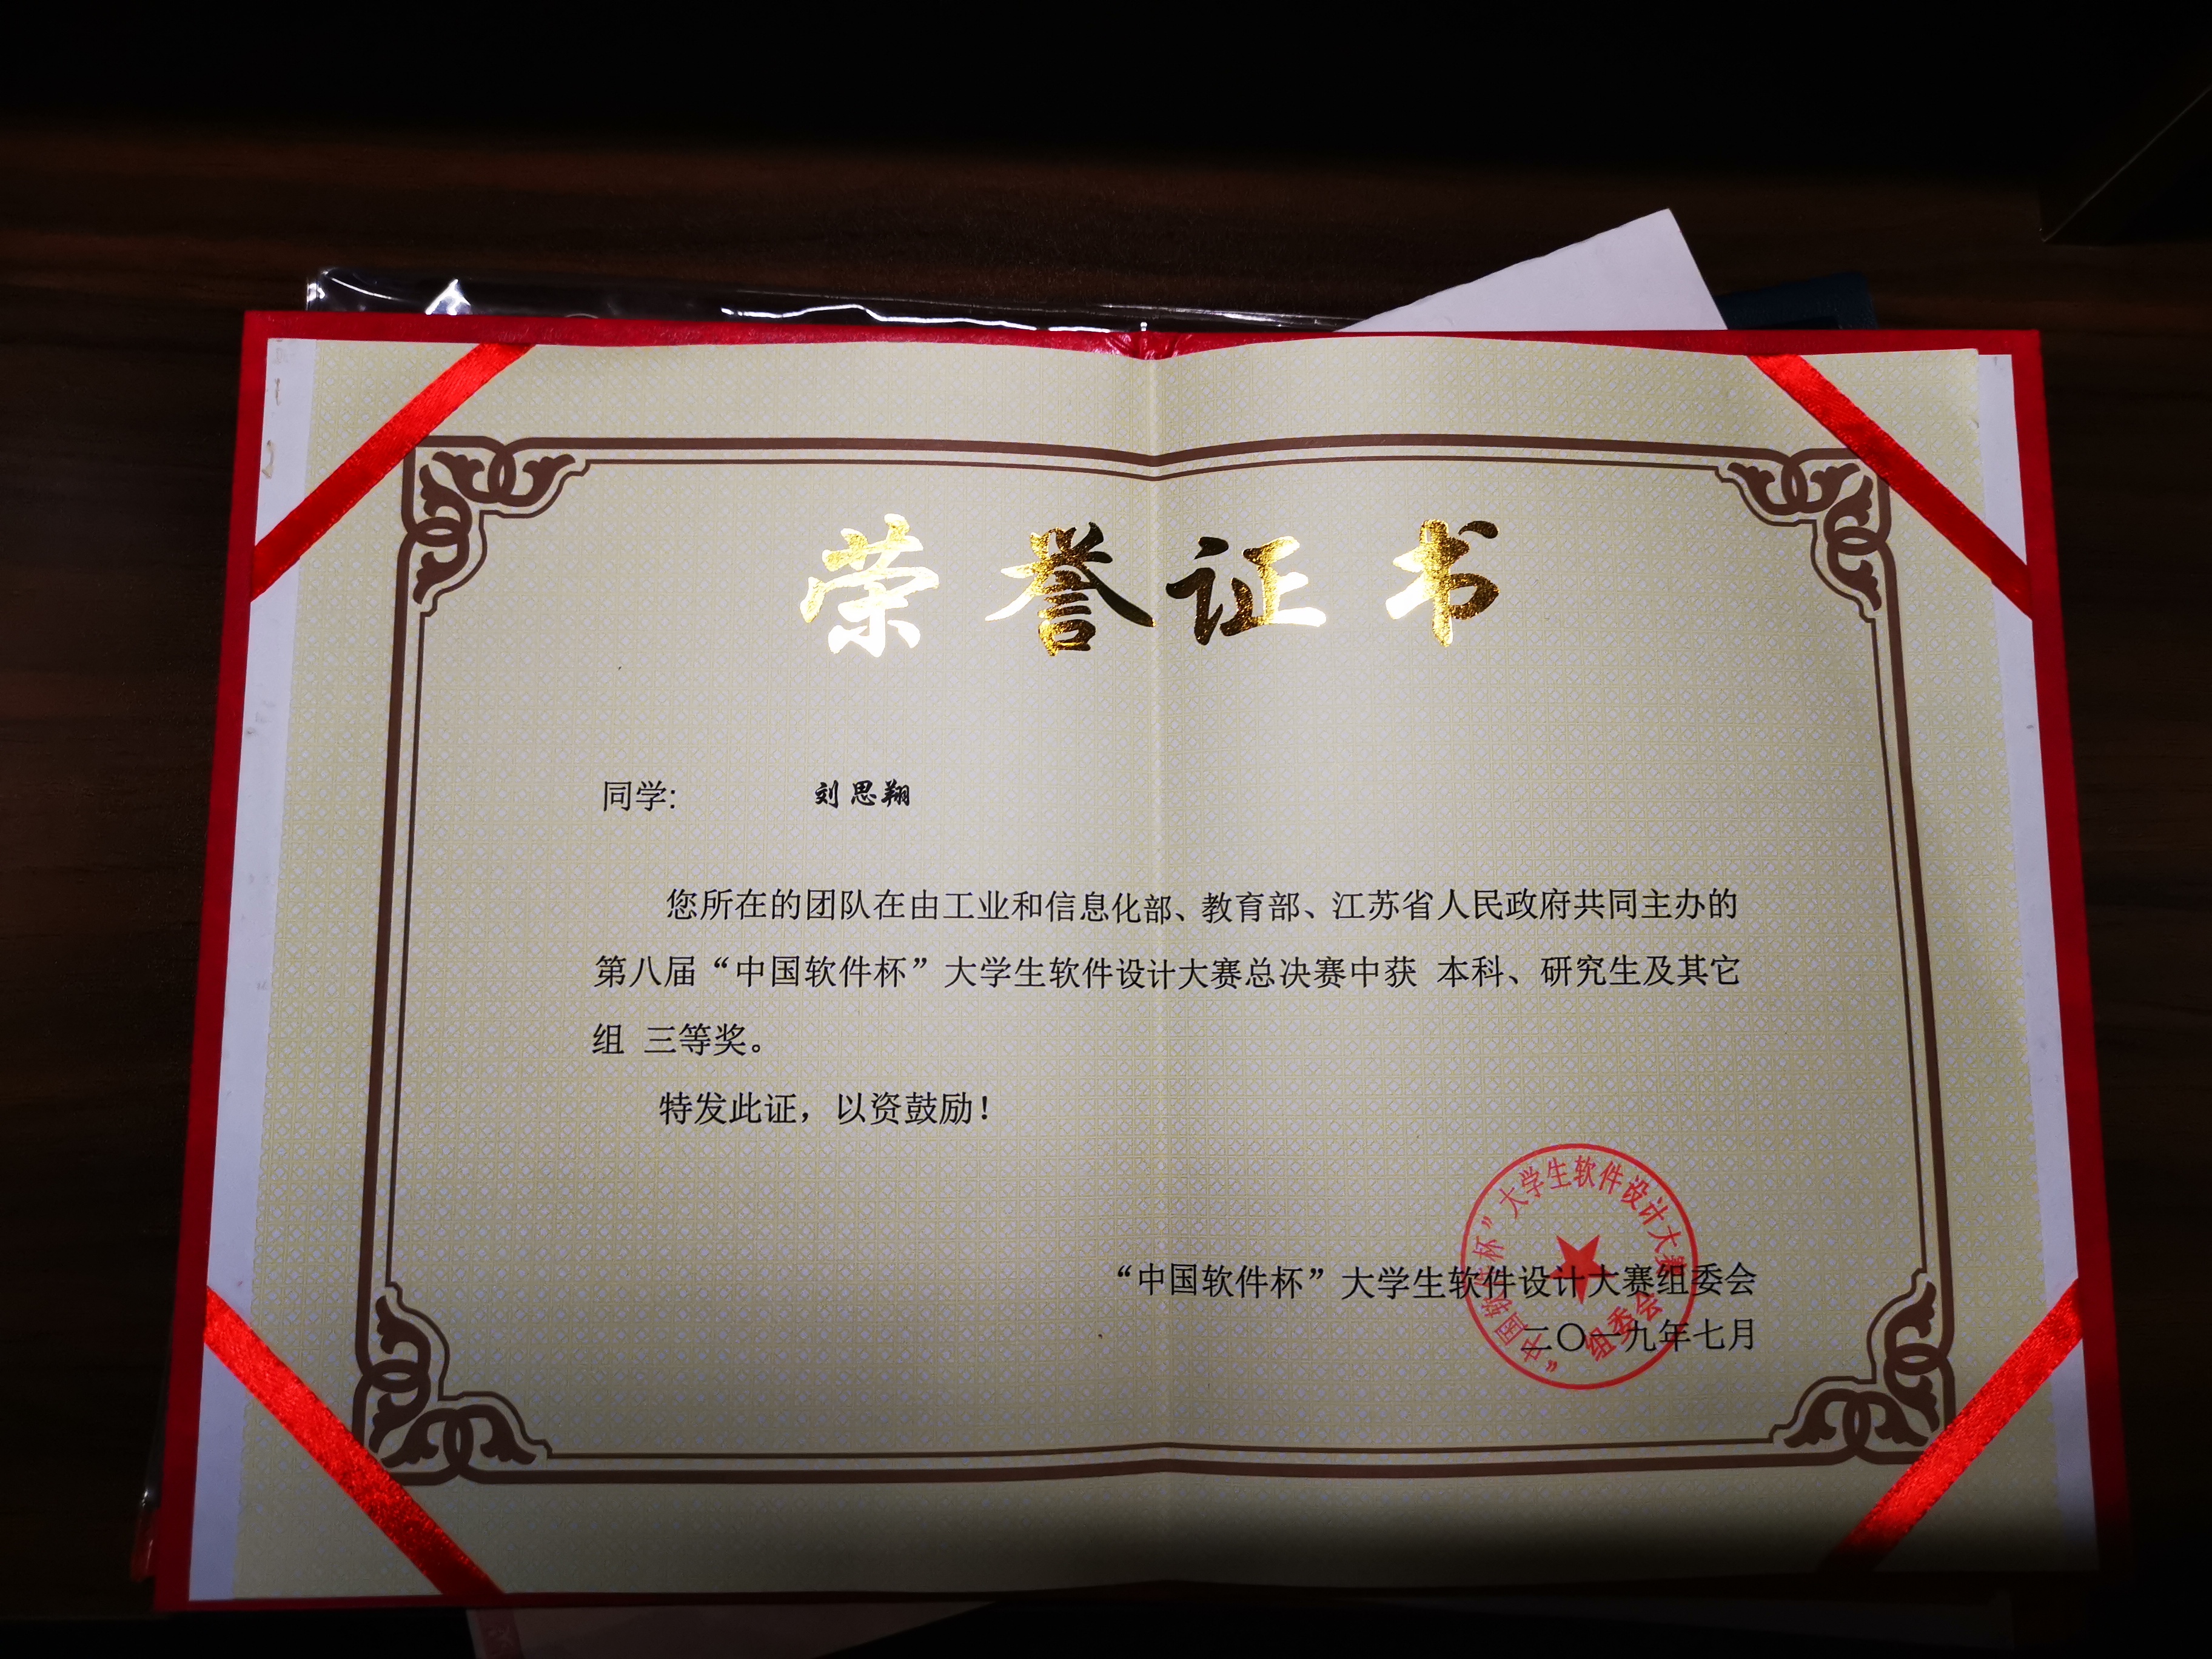 荣誉证书
同学: 刘思翔
您所在的团队在由工业和信息化部、教育部、江苏省人民政府共同主办的
第八届“中国软件杯”大学生软件设计大赛总决赛中获 本科、研究生及其它
组 三等奖。
特发此证，以资鼓励！
“中国软件杯”大学生软件设计大赛组委会
二〇一九年七月
“中国软件杯”大学生软件设计大赛
组委会